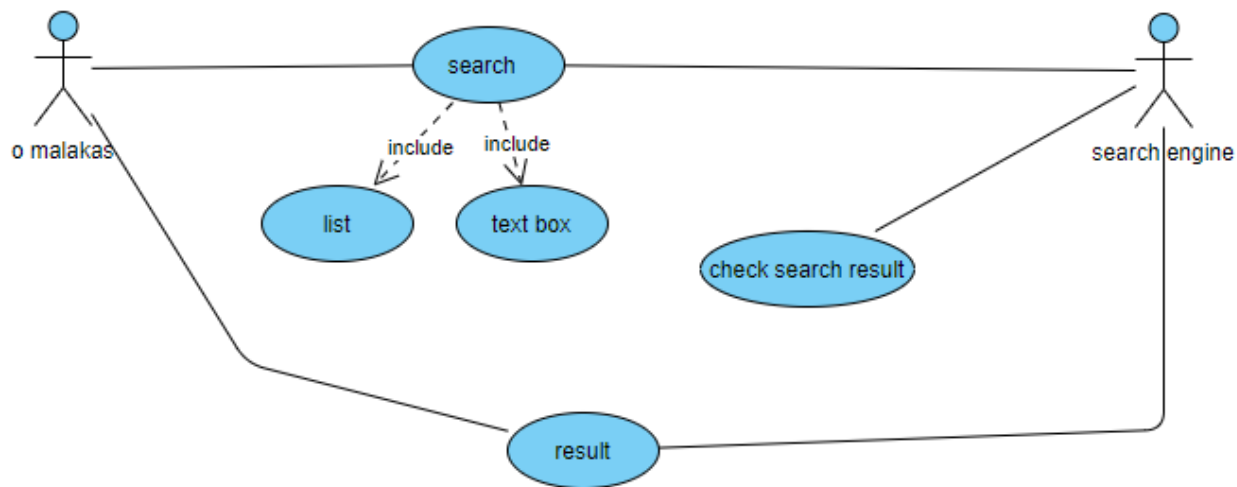 search
include
include
o malakas
search engine
list
text box
check search result
result